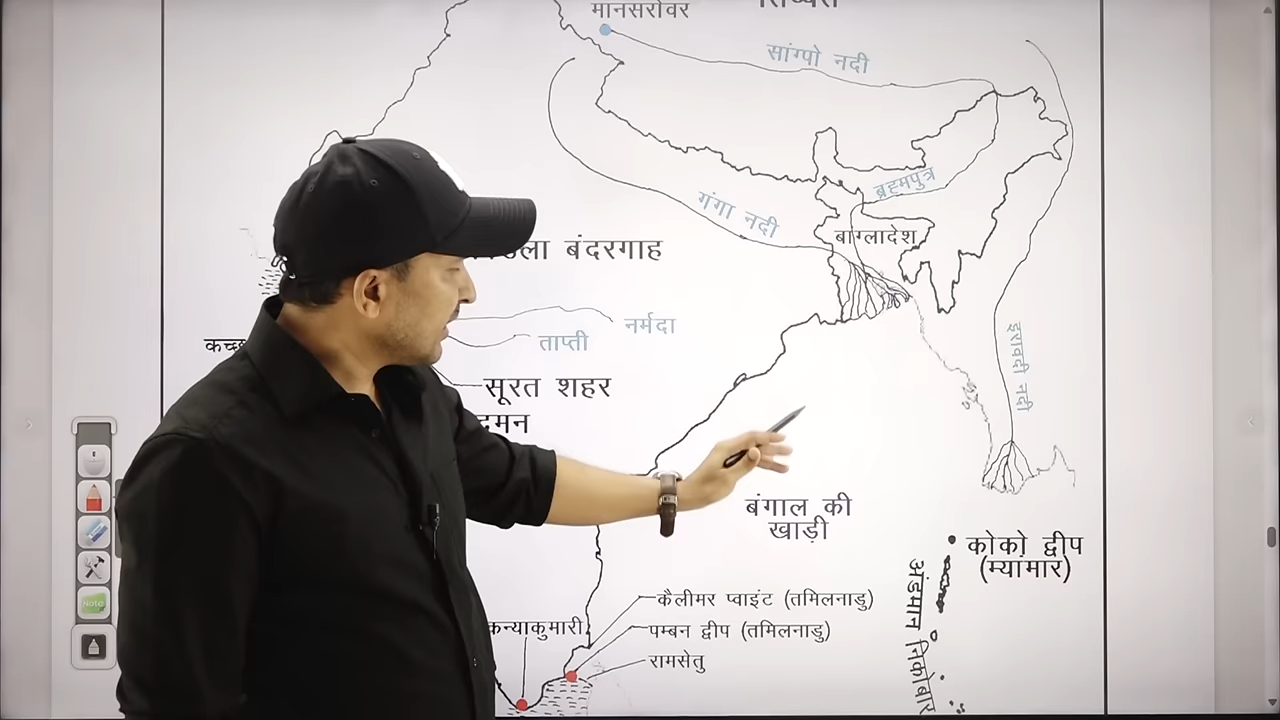 मानसरोवर
सांग्पो नदी
ब्रह्मपुत्र
गंगा नदी
बाग्लादेश
बंदरगाह
नर्मदा
ताप्ती
इरावदी नदी
सूरत शहर
दमन
बंगाल की
खाड़ी
कोको द्वीप
(म्यांमार)
अंडमान निकोबार
कैलीमर प्वाइंट (तमिलनाडु)
कन्याकुमारी
पम्बन द्वीप (तमिलनाडु)
रामसेतु
Note